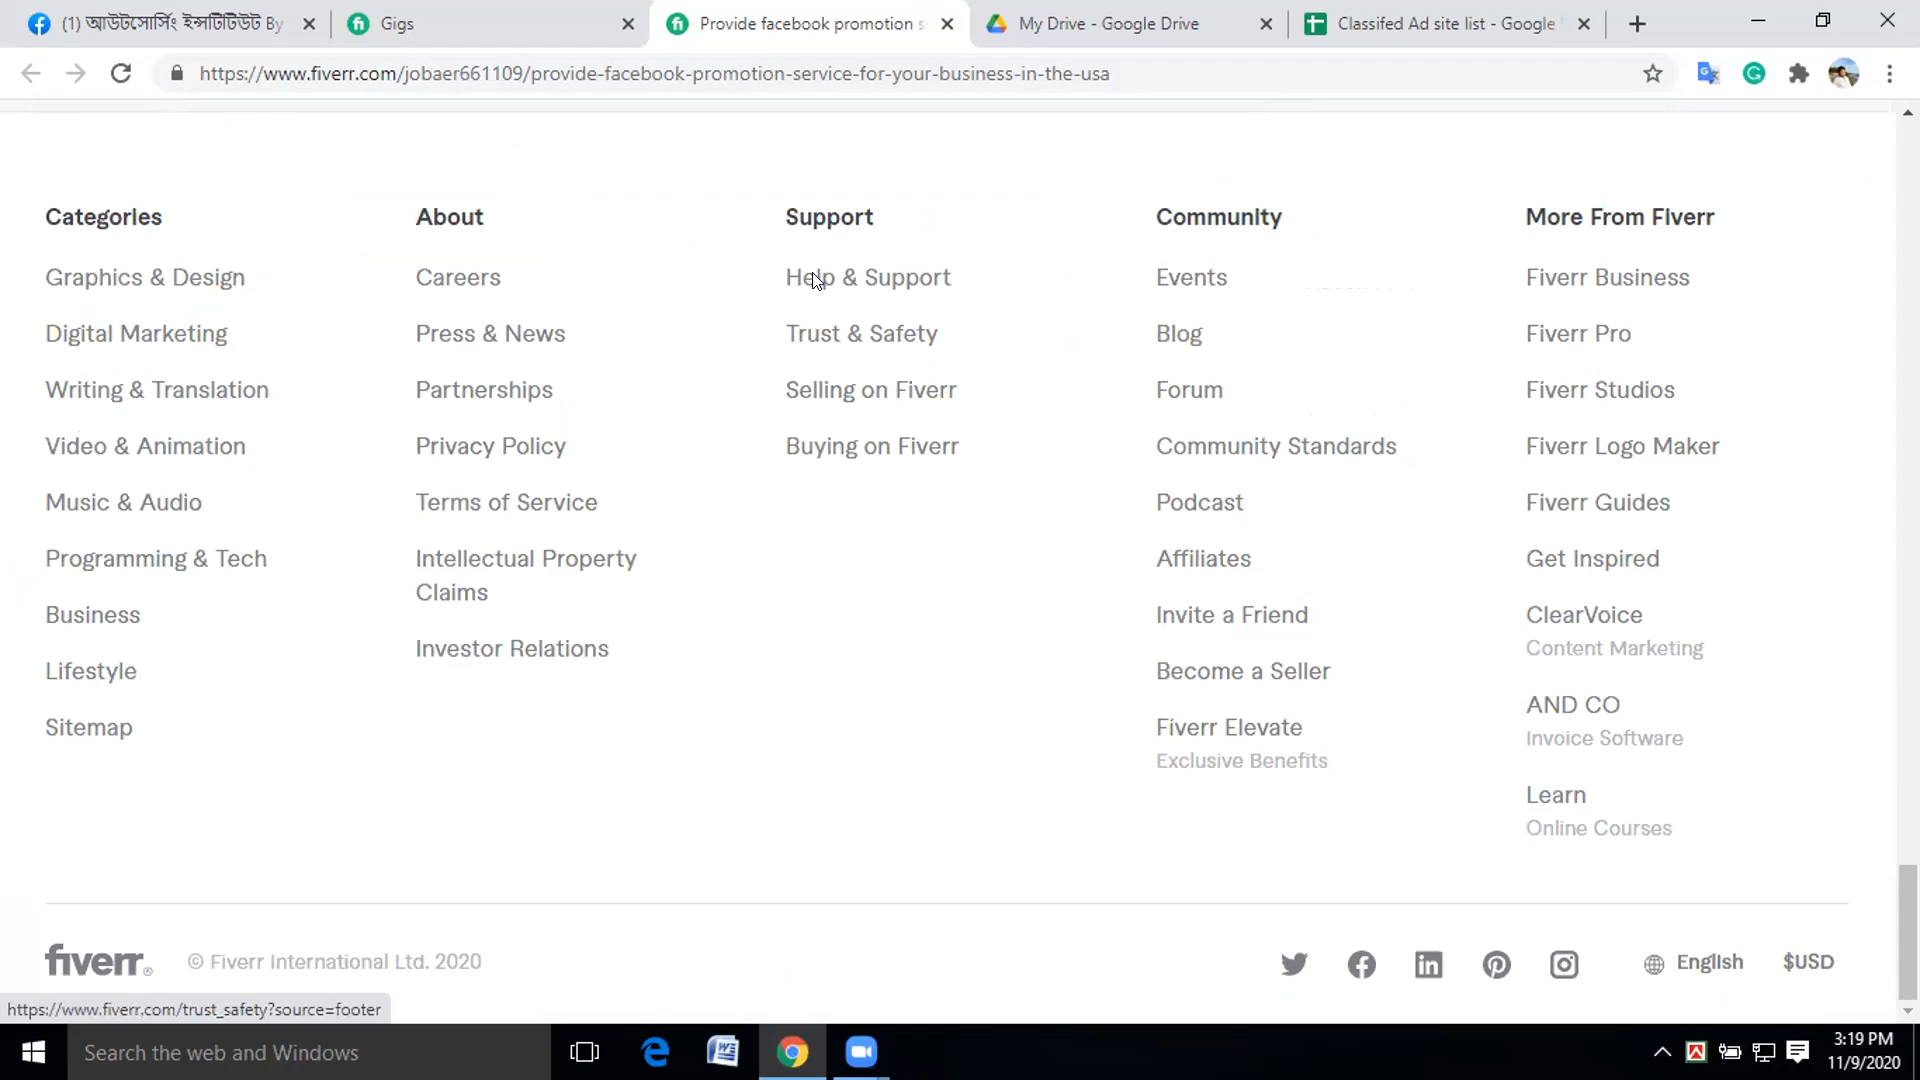 (1) আউটসোর্সিং ইন্সটিটিউট By
Gigs
Provide facebook promotion s
My Drive - Google Drive
Classifed Ad site list - Google
https://www.fiverr.com/jobaer661109/provide-facebook-promotion-service-for-your-business-in-the-usa
Categories
Graphics & Design
Digital Marketing
Writing & Translation
Video & Animation
Music & Audio
Programming & Tech
Business
Lifestyle
Sitemap
About
Careers
Press & News
Partnerships
Privacy Policy
Terms of Service
Intellectual Property
Claims
Investor Relations
Support
Help & Support
Trust & Safety
Selling on Fiverr
Buying on Fiverr
Community
Events
Blog
Forum
Community Standards
Podcast
Affiliates
Invite a Friend
Become a Seller
Fiverr Elevate
Exclusive Benefits
More From Fiverr
Fiverr Business
Fiverr Pro
Fiverr Studios
Fiverr Logo Maker
Fiverr Guides
Get Inspired
ClearVoice
Content Marketing
AND CO
Invoice Software
Learn
Online Courses
fiverr®
© Fiverr International Ltd. 2020
English
$USD
https://www.fiverr.com/trust_safety?source=footer
Search the web and Windows
3:19 PM
11/9/2020